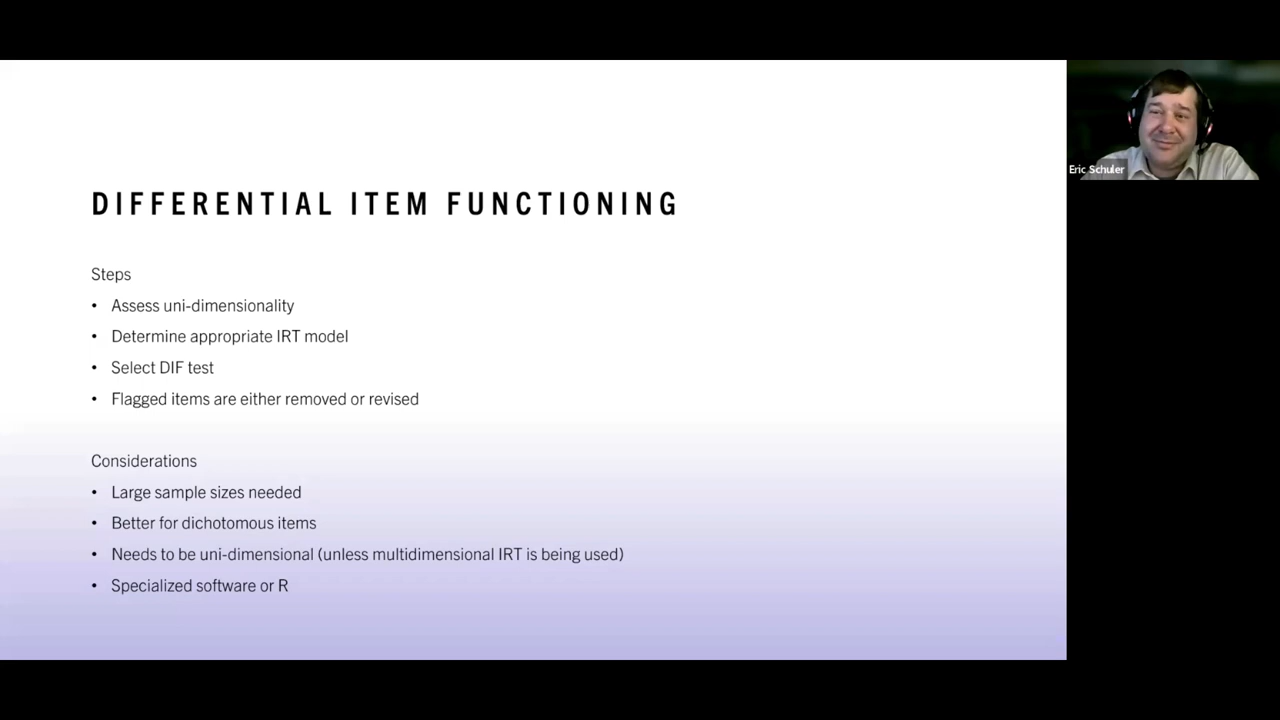 DIFFERENTIAL ITEM FUNCTIONING
Steps
• Assess uni-dimensionality
• Determine appropriate IRT model
• Select DIF test
• Flagged items are either removed or revised
Considerations
• Large sample sizes needed
• Better for dichotomous items
• Needs to be uni-dimensional (unless multidimensional IRT is being used)
• Specialized software or R
Eric Schuler